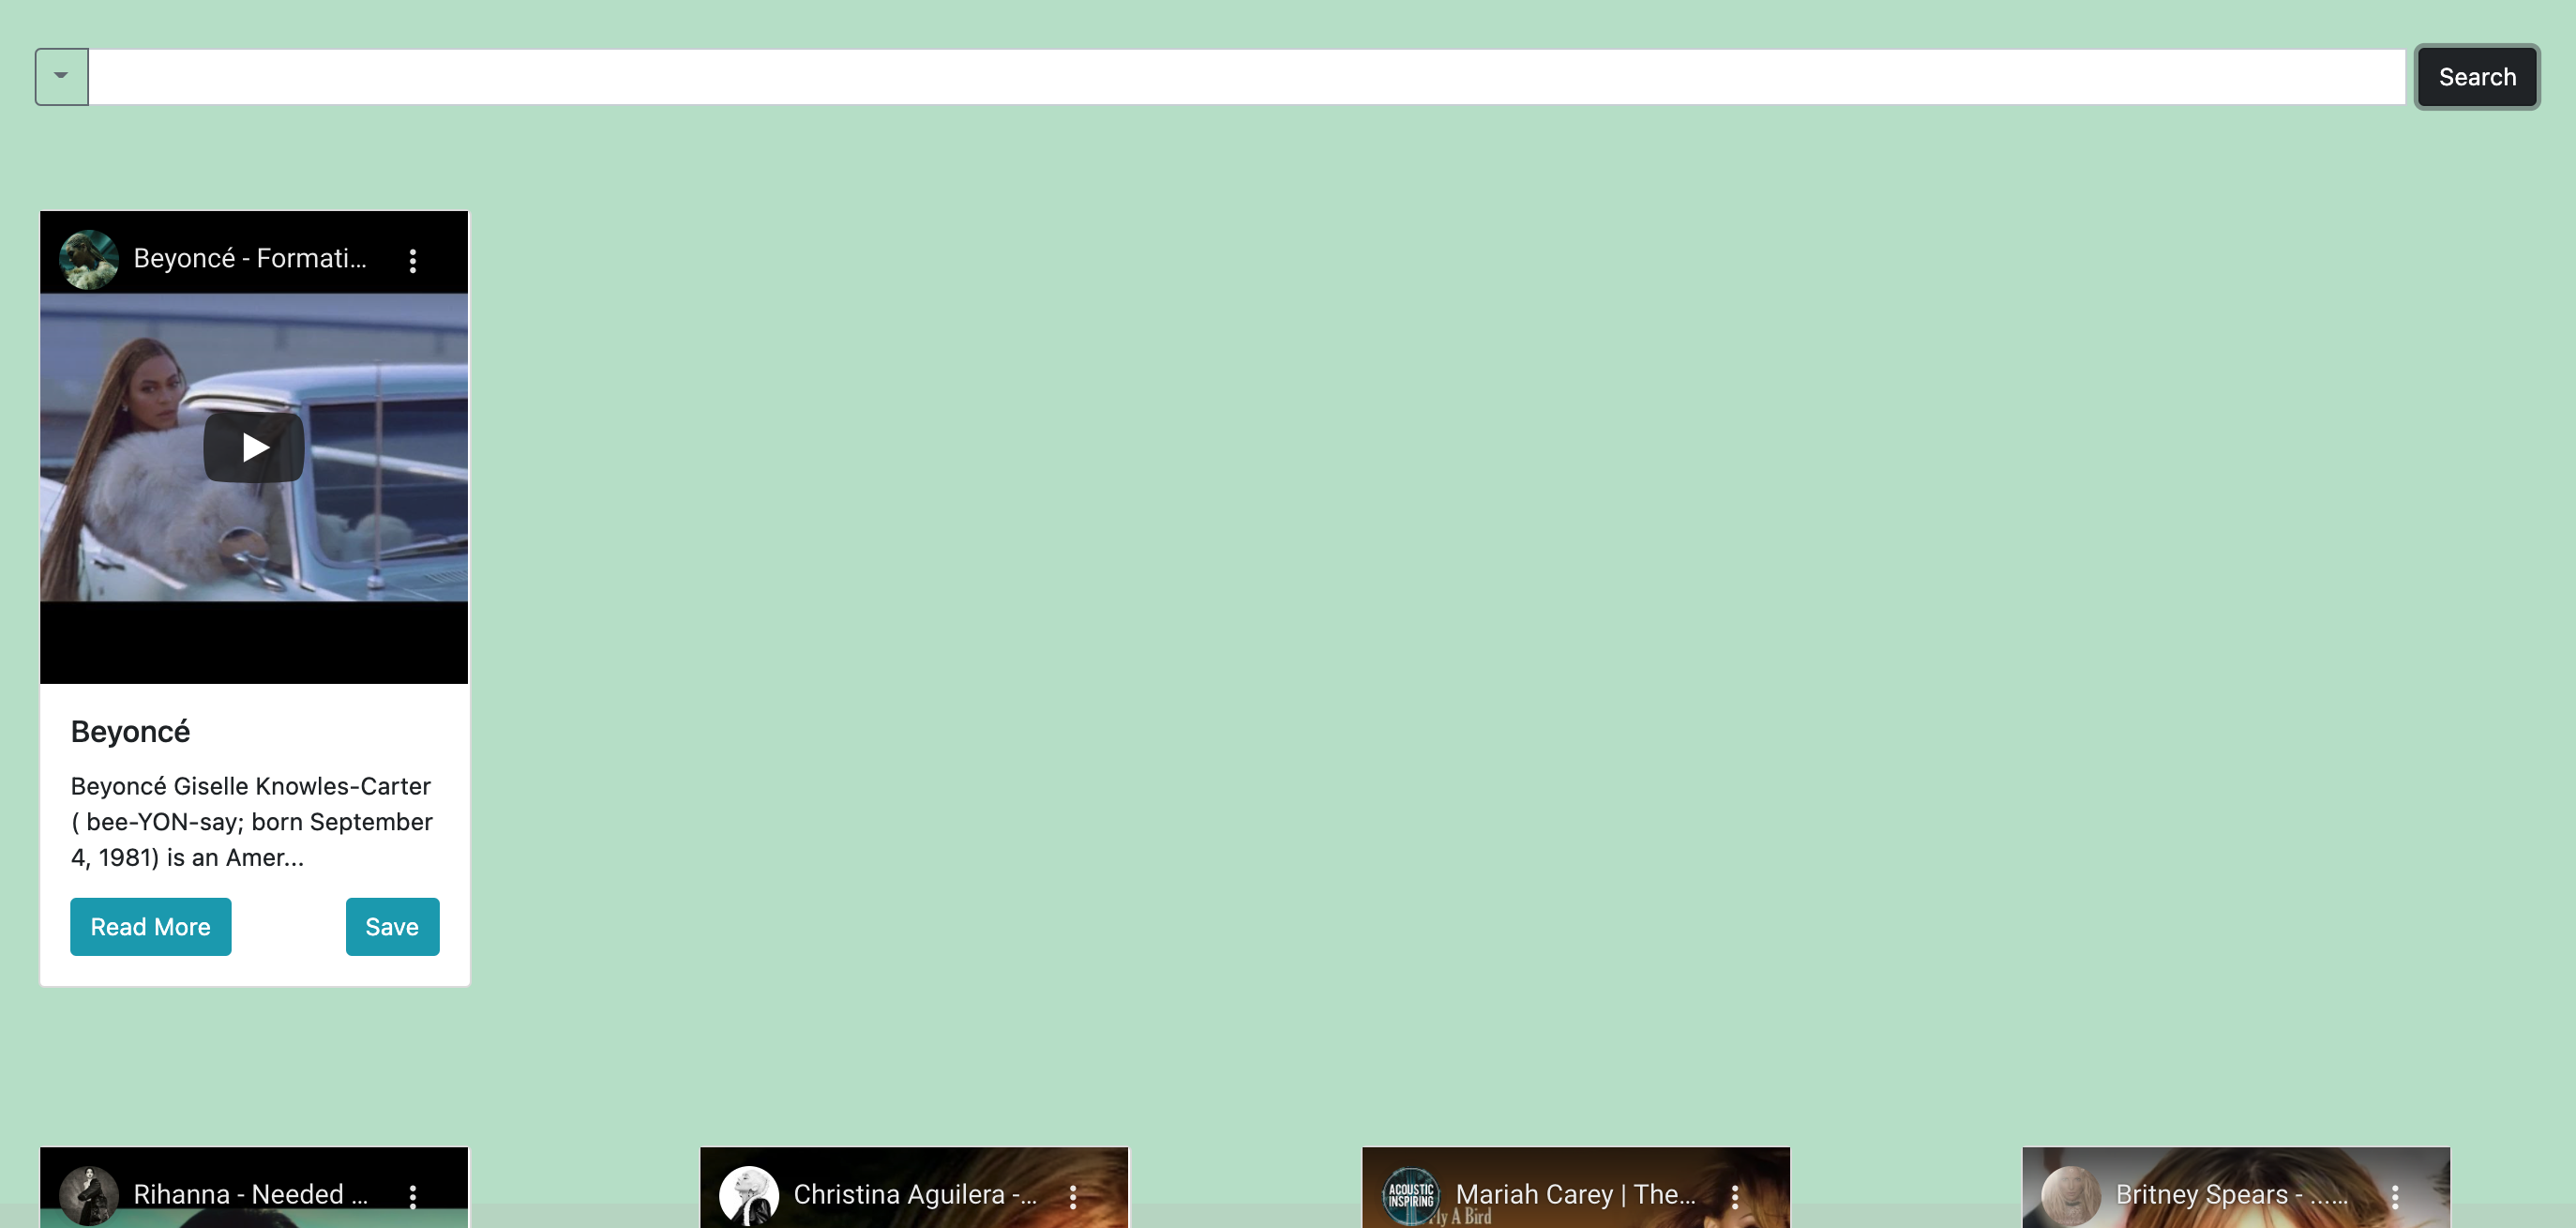 Search
Beyoncé - Formati...
Beyoncé
Beyoncé Giselle Knowles-Carter
( bee-YON-say; born September
4, 1981) is an Amer...
Read More
Save
Rihanna - Needed ...
Christina Aguilera -...
ACOUSTIC
INSPIRING
Mariah Carey | The...
Fly A Bird
Britney Spears - ......